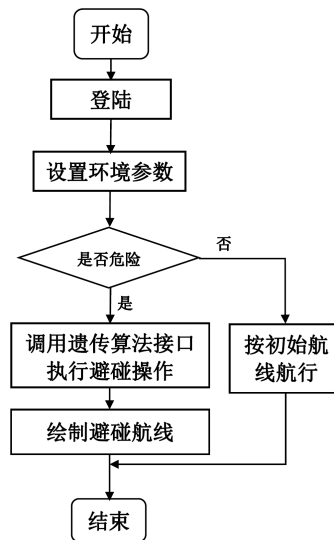 开始
登陆
设置环境参数
是否危险
否
是
调用遗传算法接口
执行避碰操作
按初始航
线航行
绘制避碰航线
结束